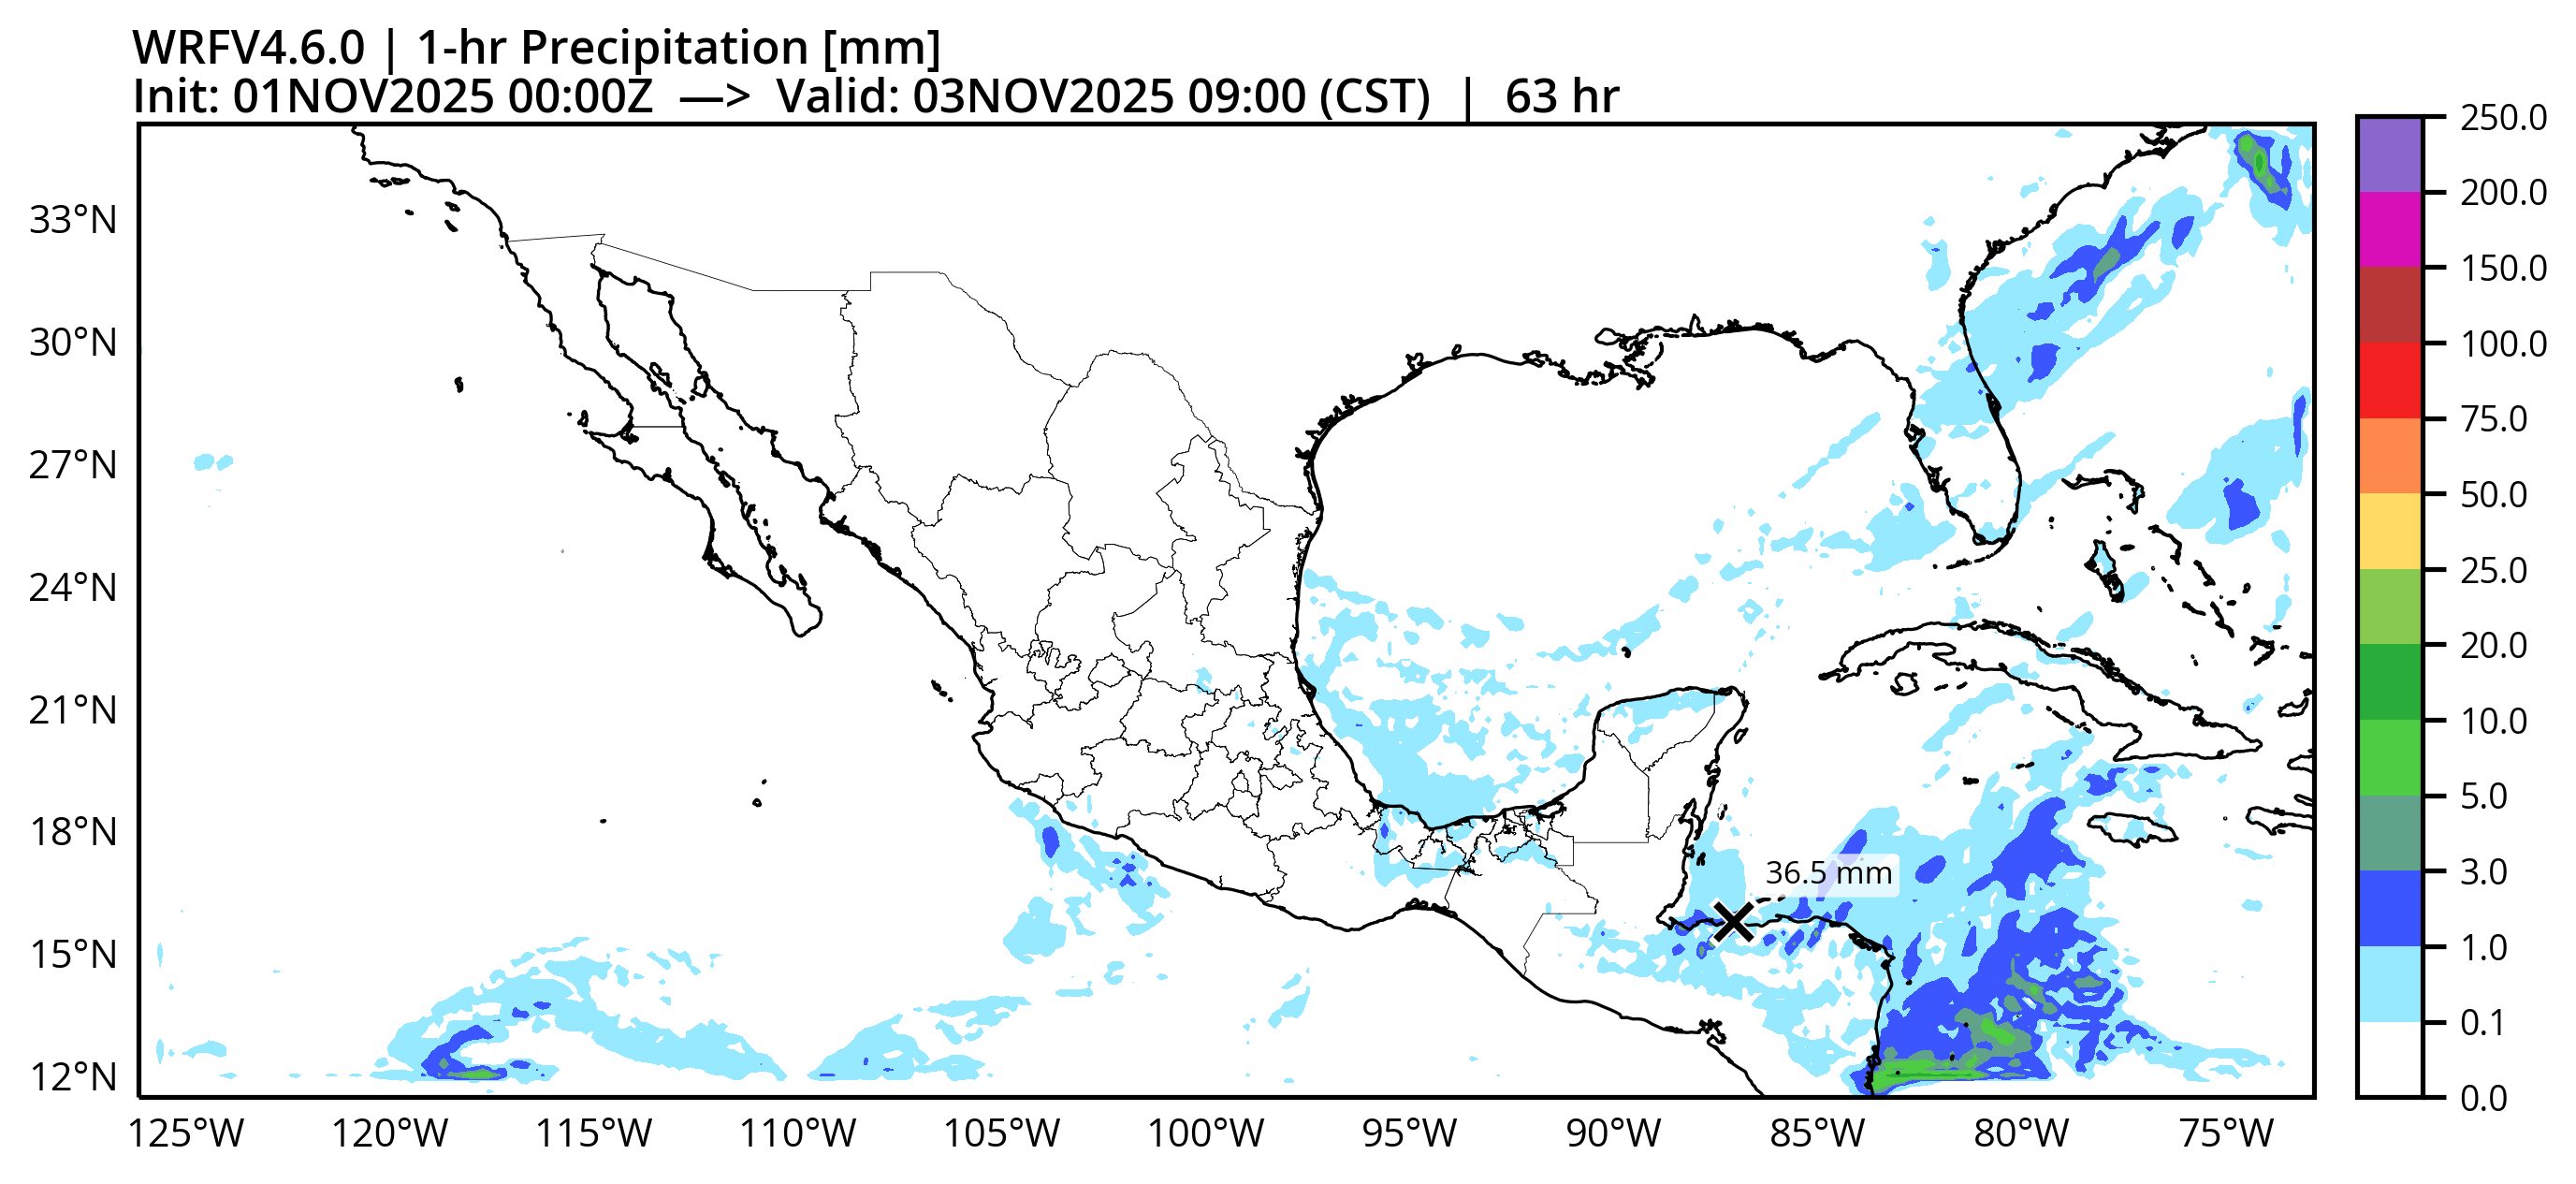 WRFV4.6.0 | 1-hr Precipitation [mm]
Init: 01NOV2025 00:00Z —> Valid: 03NOV2025 09:00 (CST) | 63 hr
250.0
200.0
150.0
100.0
75.0
50.0
25.0
20.0
10.0
5.0
3.0
1.0
0.1
0.0
33°N
30°N
27°N
24°N
21°N
18°N
15°N
12°N
36.5 mm
125°W
120°W
115°W
110°W
105°W
100°W
95°W
90°W
85°W
80°W
75°W